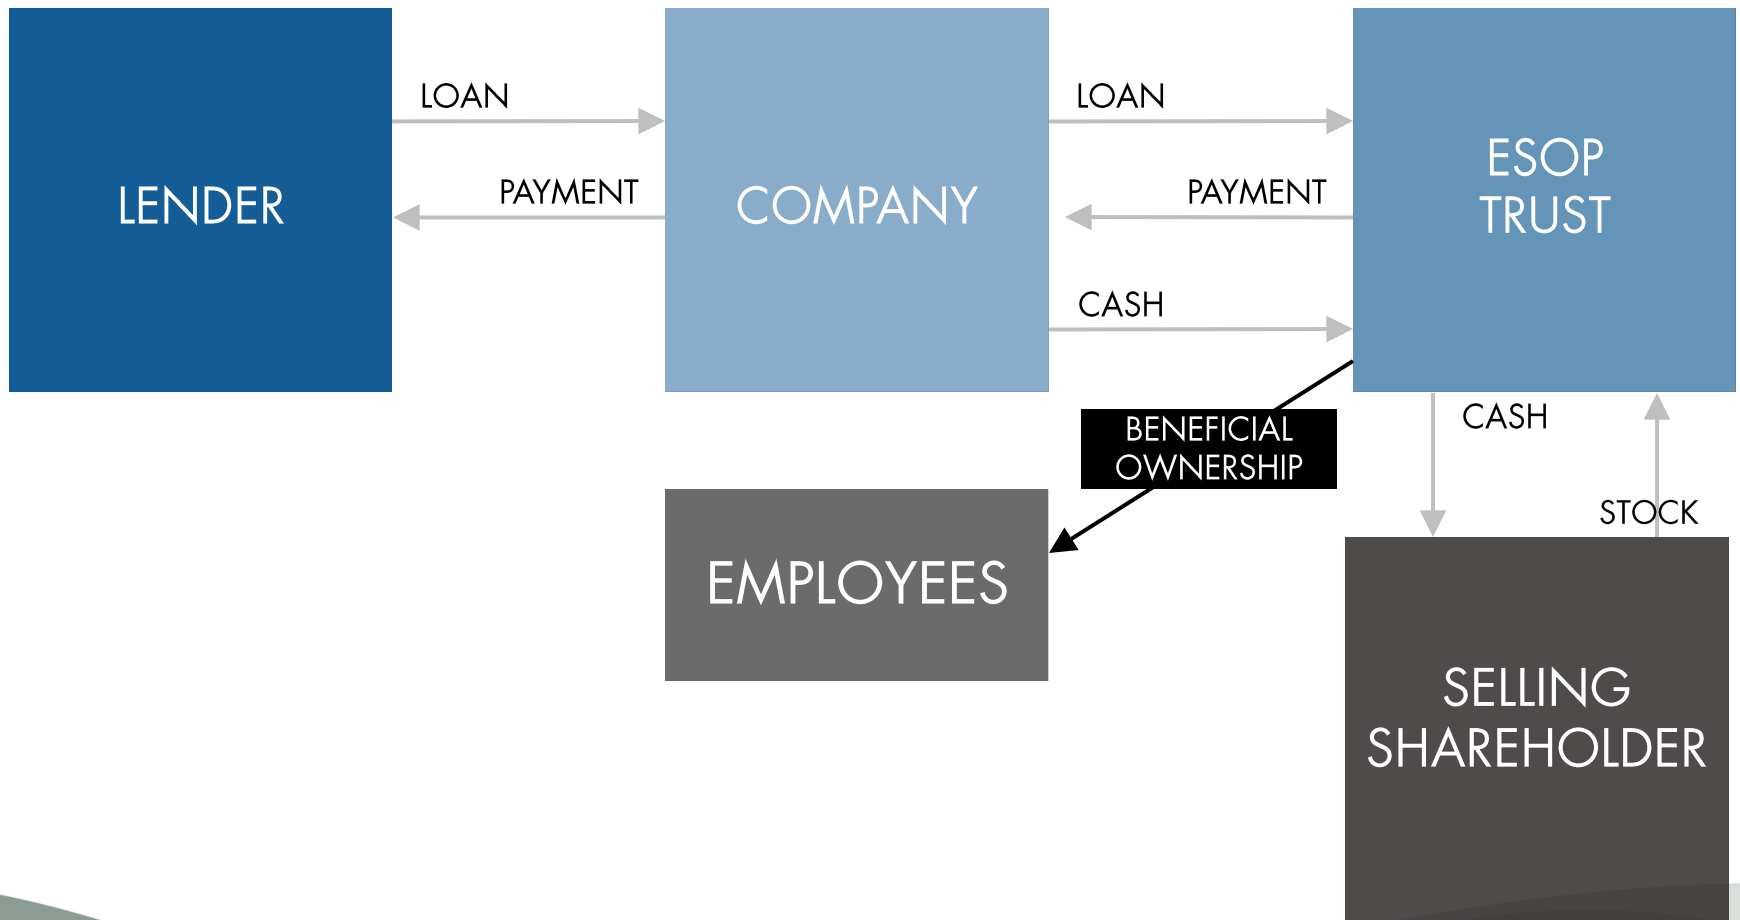 LOAN
LOAN
LENDER
PAYMENT
COMPANY
PAYMENT
ESOP
TRUST
CASH
BENEFICIAL
OWNERSHIP
CASH
STOCK
EMPLOYEES
SELLING
SHAREHOLDER